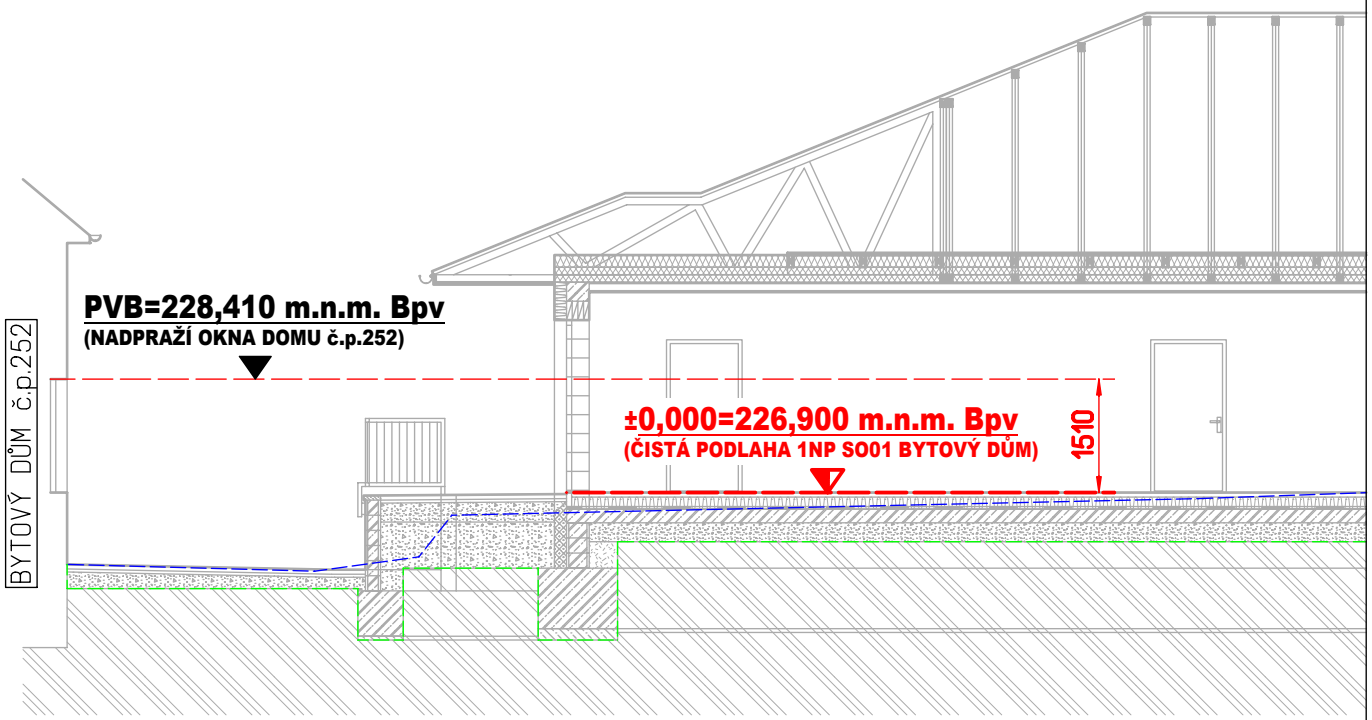 PVB=228,410 m.n.m. Bpv
(NADPRAŽÍ OKNA DOMU č.p.252)
BYTOVÝ DŮM č.p.252
±0,000=226,900 m.n.m. Bpv
(ČISTÁ PODLAHA 1NP SO01 BYTOVÝ DŮM)
1510